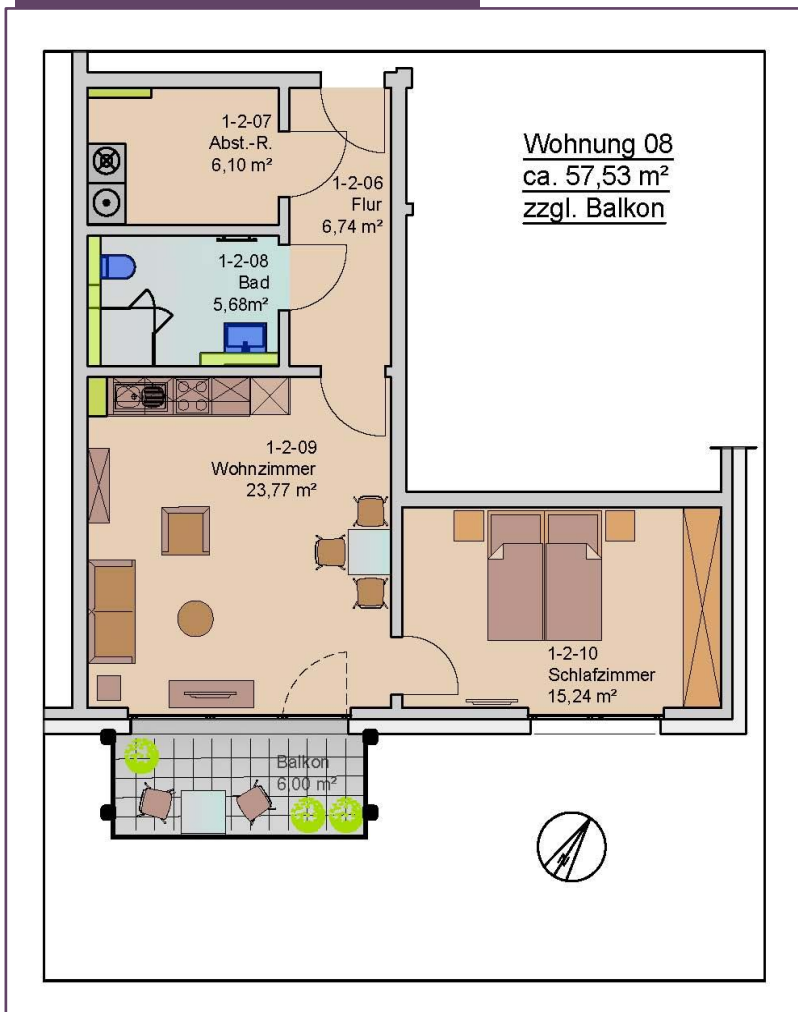 1-2-07
Abst.-R.
6,10 m²
1-2-06
Flur
6,74 m²
Wohnung 08
ca. 57,53 m²
zzgl. Balkon
1-2-08
Bad
5,68m²
1-2-09
Wohnzimmer
23,77 m²
1-2-10
Schlafzimmer
15,24 m²
Balkon
6,00 m²
N